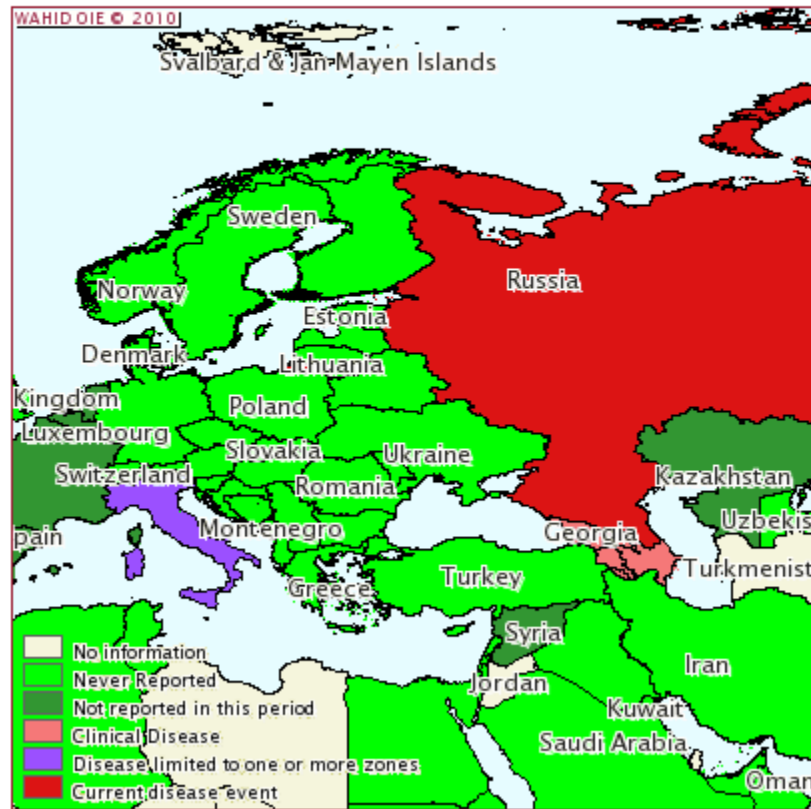 WAHID OIE © 2010
Svalbard & Jan Mayen Islands
Sweden
Russia
Norway
Estonia
Denmark
Lithuania
Kingdom
Poland
Luxembourg
Slovakia
Ukraine
Switzerland
Kazakhstan
Romania
Uzbekis
Montenegro
Georgia
pain
Turkmenist
Greece
Turkey
Syria
Iran
Jordan
Kuwait
Saudi Arabia
Oman
No information
Never Reported
Not reported in this period
Clinical Disease
Disease limited to one or more zones
Current disease event